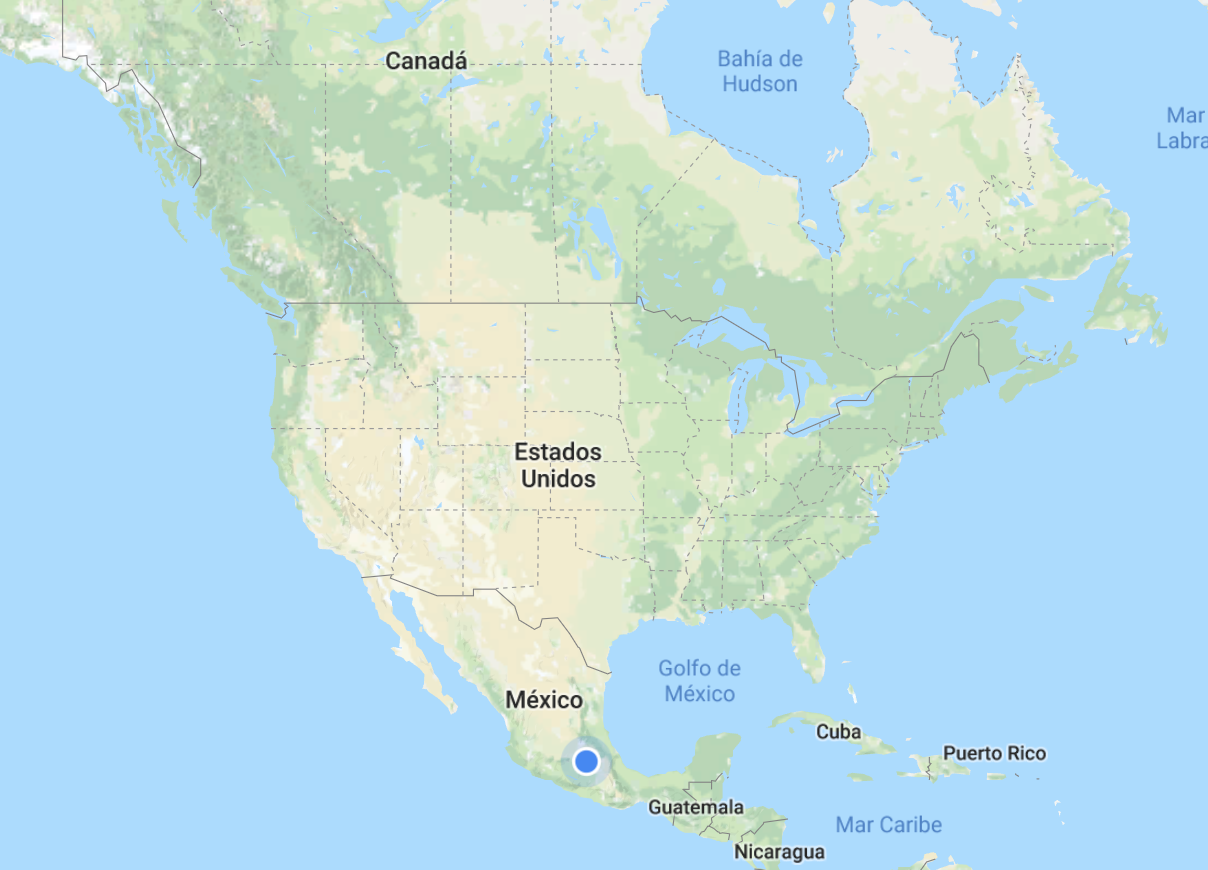 Canadá
Bahía de
Hudson
Mar
Labra
Estados
Unidos
Golfo de
México
México
Cuba
Puerto Rico
Guatemala
Mar Caribe
Nicaragua